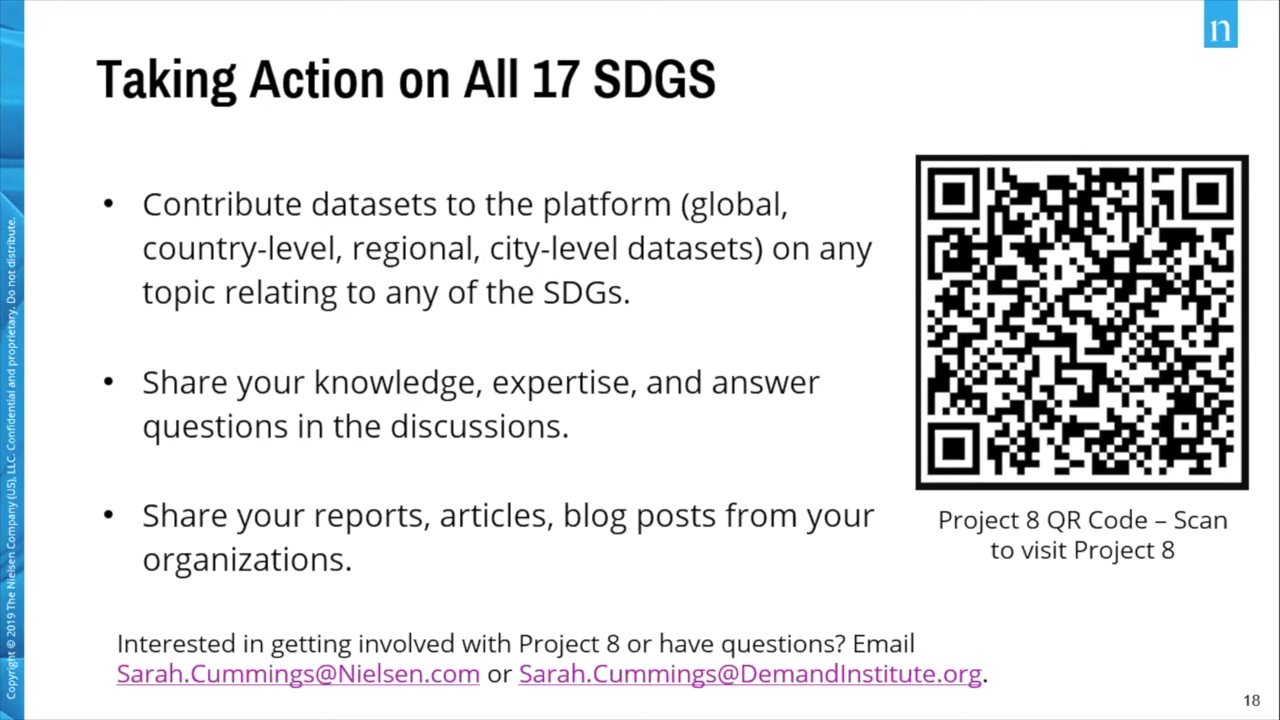 n
Taking Action on All 17 SDGS
• Contribute datasets to the platform (global,
country-level, regional, city-level datasets) on any
topic relating to any of the SDGs.
• Share your knowledge, expertise, and answer
questions in the discussions.
• Share your reports, articles, blog posts from your
organizations.
Project 8 QR Code – Scan
to visit Project 8
Interested in getting involved with Project 8 or have questions? Email
Sarah.Cummings@Nielsen.com or Sarah.Cummings@DemandInstitute.org.
Copyright © 2019 The Nielsen Company (US), LLC. Confidential and proprietary. Do not distribute.
18